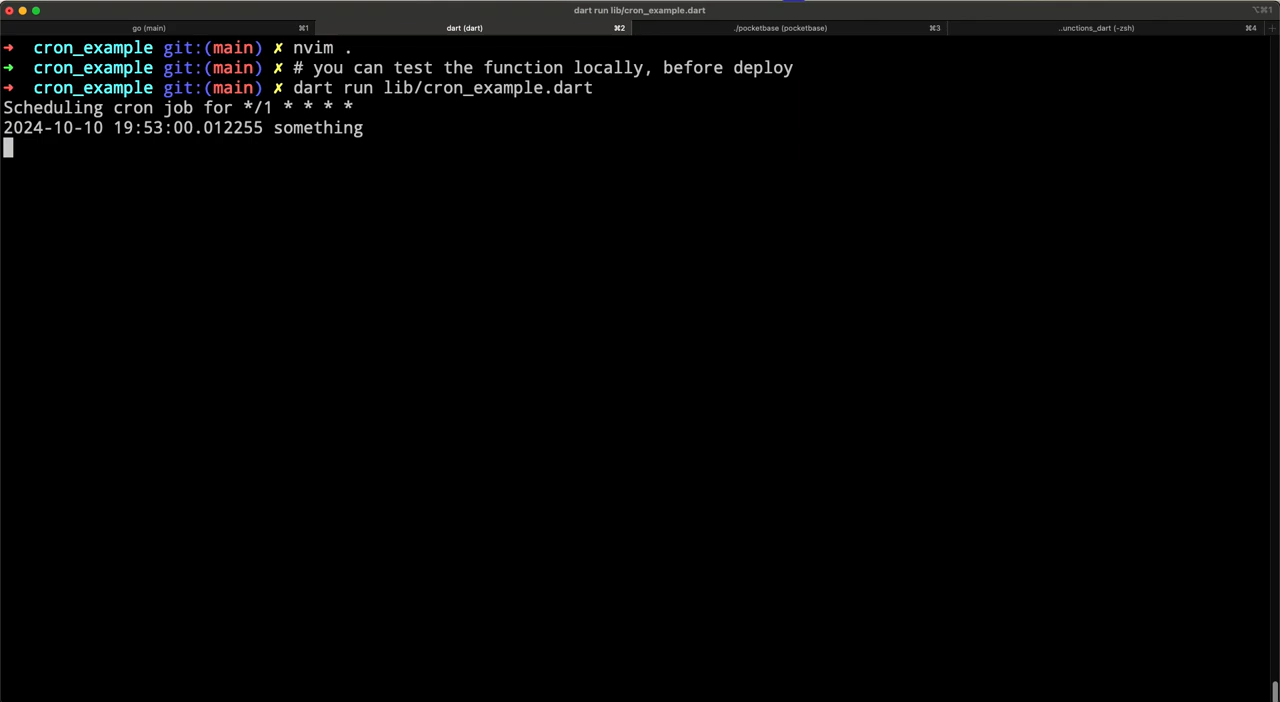 dart run lib/cron_example.dart
⌥⌘1
go (main) ⌘1 dart (dart) ⌘2 ./pocketbase (pocketbase) ⌘3 ..unctions_dart (-zsh) ⌘4 +
➜ cron_example git:(main) ✗ nvim .
➜ cron_example git:(main) ✗ # you can test the function locally, before deploy
➜ cron_example git:(main) ✗ dart run lib/cron_example.dart
Scheduling cron job for */1 * * * *
2024-10-10 19:53:00.012255 something